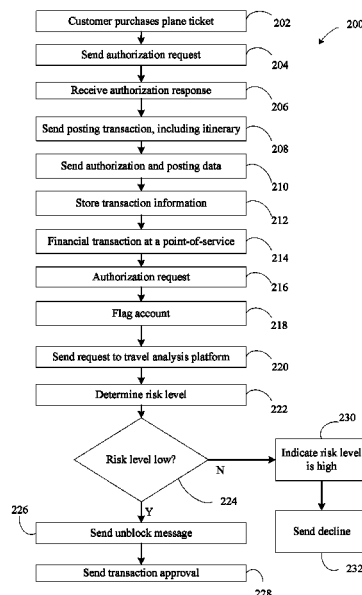 Customer purchases plane ticket
202
200
Send authorization request
204
Receive authorization response
206
Send posting transaction, including itinerary
208
Send authorization and posting data
210
Store transaction information
212
Financial transaction at a point-of-service
214
Authorization request
216
Flag account
218
Send request to travel analysis platform
220
Determine risk level
222
230
Risk level low?
N
Indicate risk level
is high
224
226
Y
Send unblock message
Send decline
232
Send transaction approval
228